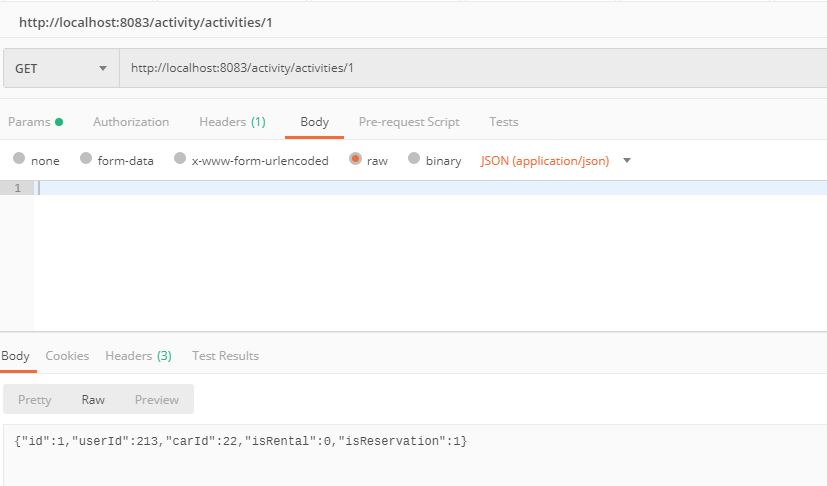 http://localhost:8083/activity/activities/1
GET http://localhost:8083/activity/activities/1
Params Authorization Headers (1) Body Pre-request Script Tests
none form-data x-www-form-urlencoded raw binary JSON (application/json)
1
Body Cookies Headers (3) Test Results
Pretty Raw Preview
{"id":1,"userId":213,"carId":22,"isRental":0,"isReservation":1}